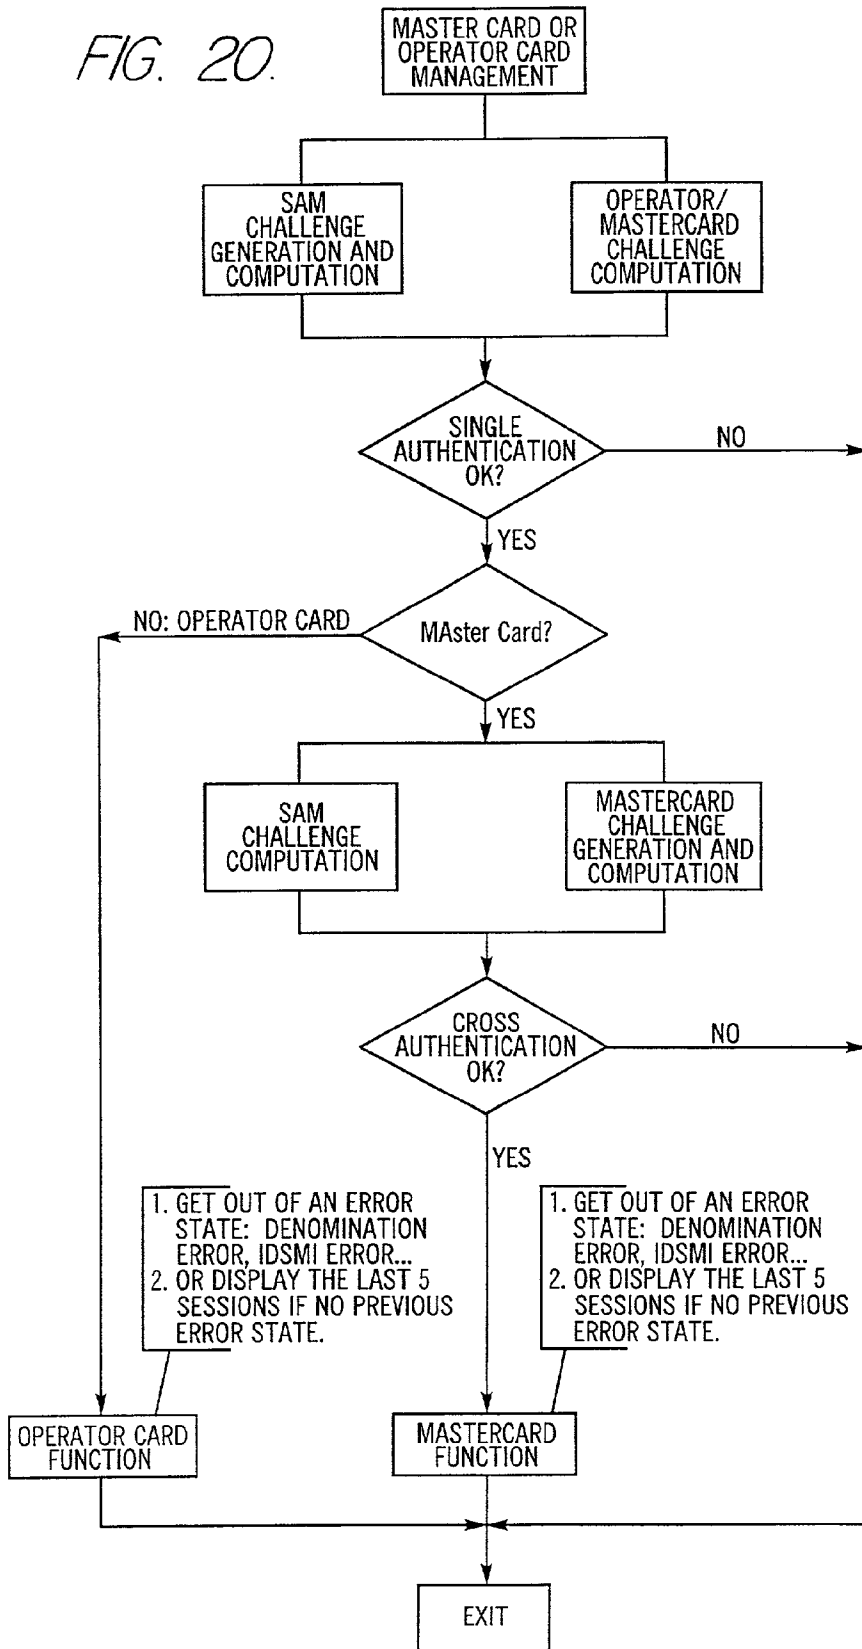 FIG. 20.
MASTER CARD OR
OPERATOR CARD
MANAGEMENT
SAM
CHALLENGE
GENERATION AND
COMPUTATION
OPERATOR/
MASTERCARD
CHALLENGE
COMPUTATION
SINGLE
AUTHENTICATION
OK?
NO
YES
NO: OPERATOR CARD
MAster Card?
YES
SAM
CHALLENGE
COMPUTATION
MASTERCARD
CHALLENGE
GENERATION AND
COMPUTATION
CROSS
AUTHENTICATION
OK?
NO
YES
1. GET OUT OF AN ERROR
STATE: DENOMINATION
ERROR, IDSMI ERROR...
2. OR DISPLAY THE LAST 5
SESSIONS IF NO PREVIOUS
ERROR STATE.
1. GET OUT OF AN ERROR
STATE: DENOMINATION
ERROR, IDSMI ERROR...
2. OR DISPLAY THE LAST 5
SESSIONS IF NO PREVIOUS
ERROR STATE.
OPERATOR CARD
FUNCTION
MASTERCARD
FUNCTION
EXIT